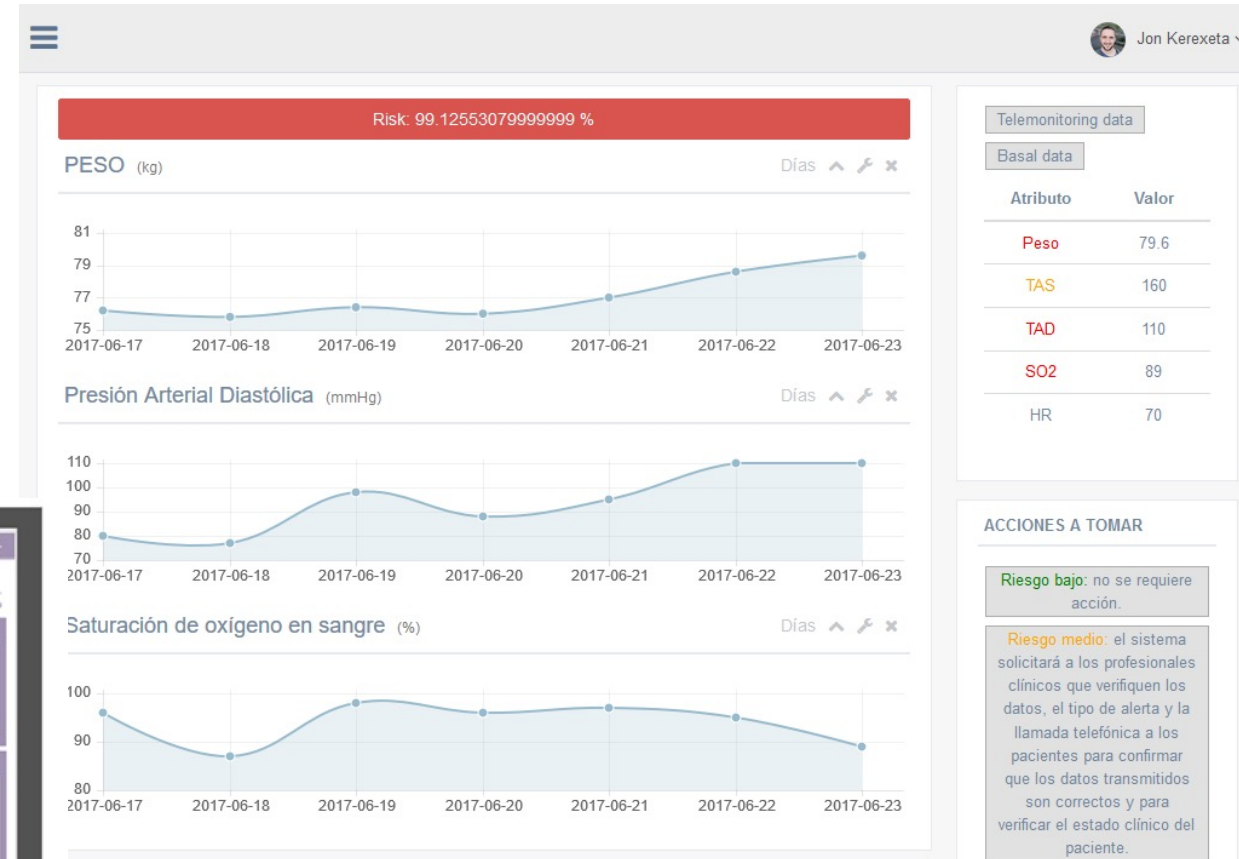 Jon Kerexeta
Risk: 99.12553079999999 %
PESO (kg)
Días
81
79
77
75
2017-06-17 2017-06-18 2017-06-19 2017-06-20 2017-06-21 2017-06-22 2017-06-23
Presión Arterial Diastólica (mmHg)
Días
110
100
90
80
70
2017-06-17 2017-06-18 2017-06-19 2017-06-20 2017-06-21 2017-06-22 2017-06-23
Saturación de oxígeno en sangre (%)
Días
100
90
80
2017-06-17 2017-06-18 2017-06-19 2017-06-20 2017-06-21 2017-06-22 2017-06-23
Telemonitoring data
Basal data
Atributo Valor
Peso 79.6
TAS 160
TAD 110
SO2 89
HR 70
ACCIONES A TOMAR
Riesgo bajo: no se requiere
acción.
Riesgo medio: el sistema
solicitará a los profesionales
clínicos que verifiquen los
datos, el tipo de alerta y la
llamada telefónica a los
pacientes para confirmar
que los datos transmitidos
son correctos y para
verificar el estado clínico del
paciente.